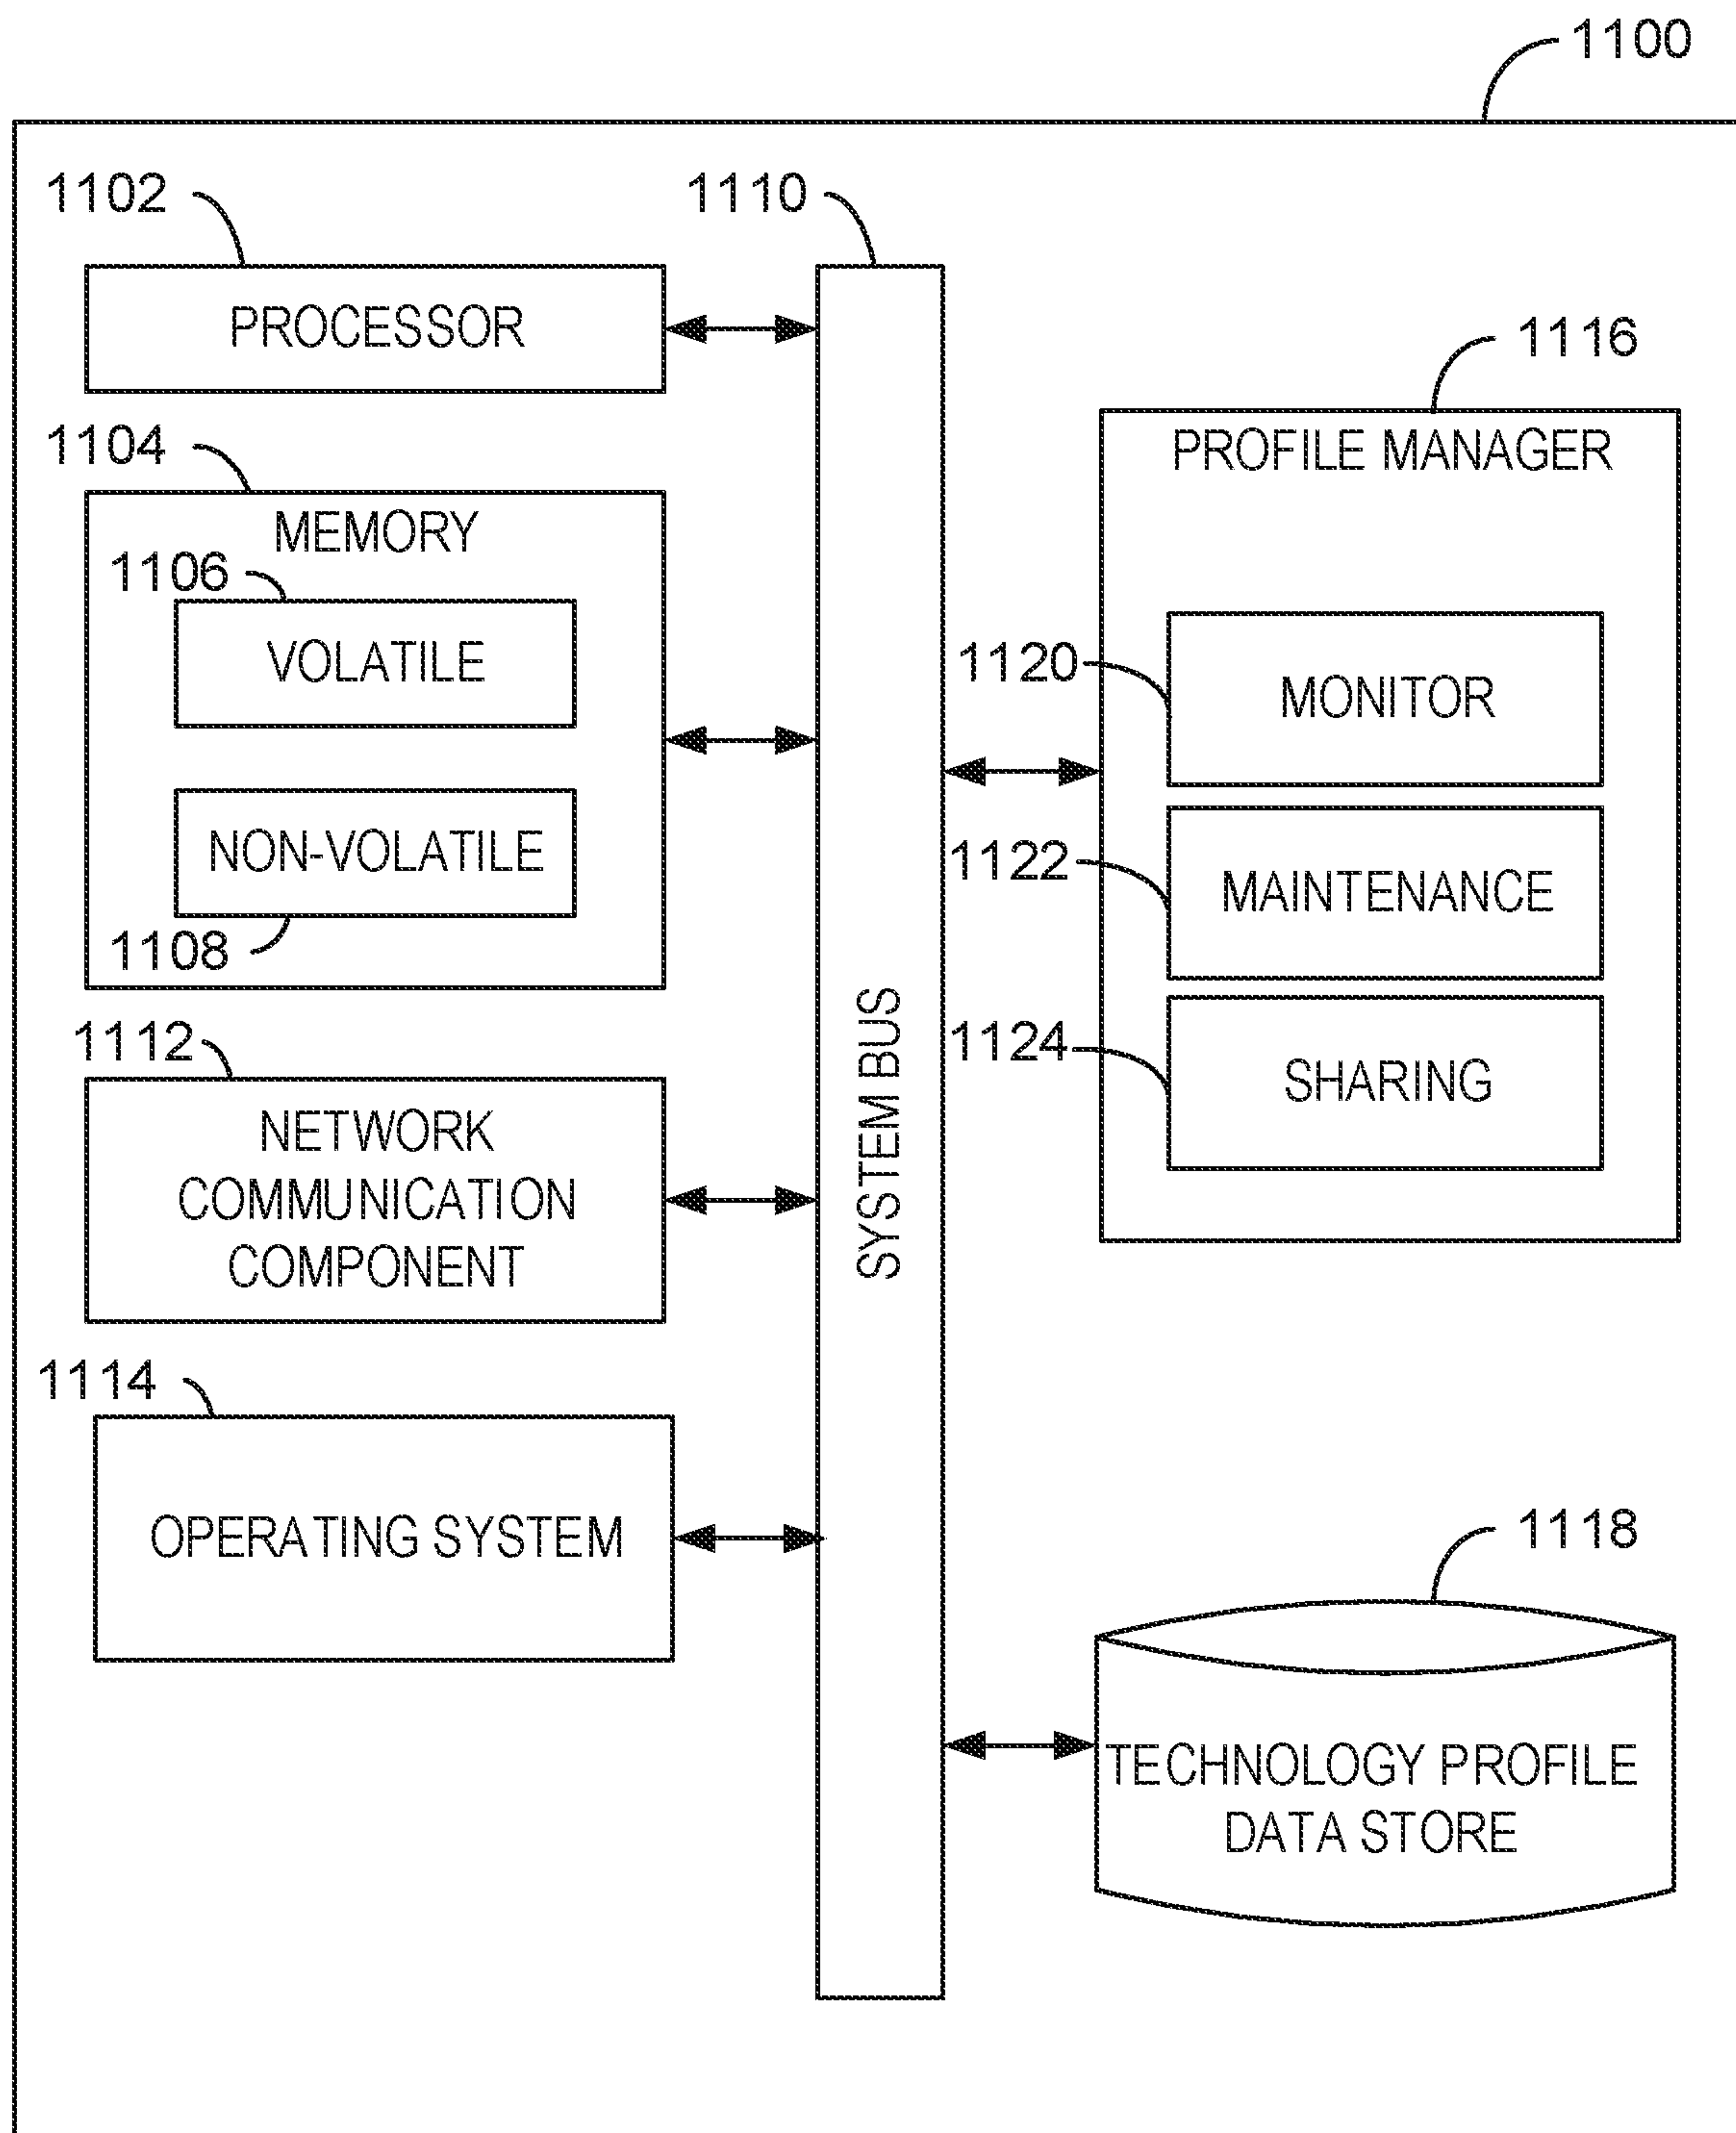 1100
1102
1110
PROCESSOR
1116
PROFILE MANAGER
1104
MEMORY
1106
VOLATILE
1120
MONITOR
NON-VOLATILE
1122
MAINTENANCE
1108
1112
1124
SHARING
NETWORK
COMMUNICATION
COMPONENT
SYSTEM BUS
1114
OPERATING SYSTEM
1118
TECHNOLOGY PROFILE
DATA STORE